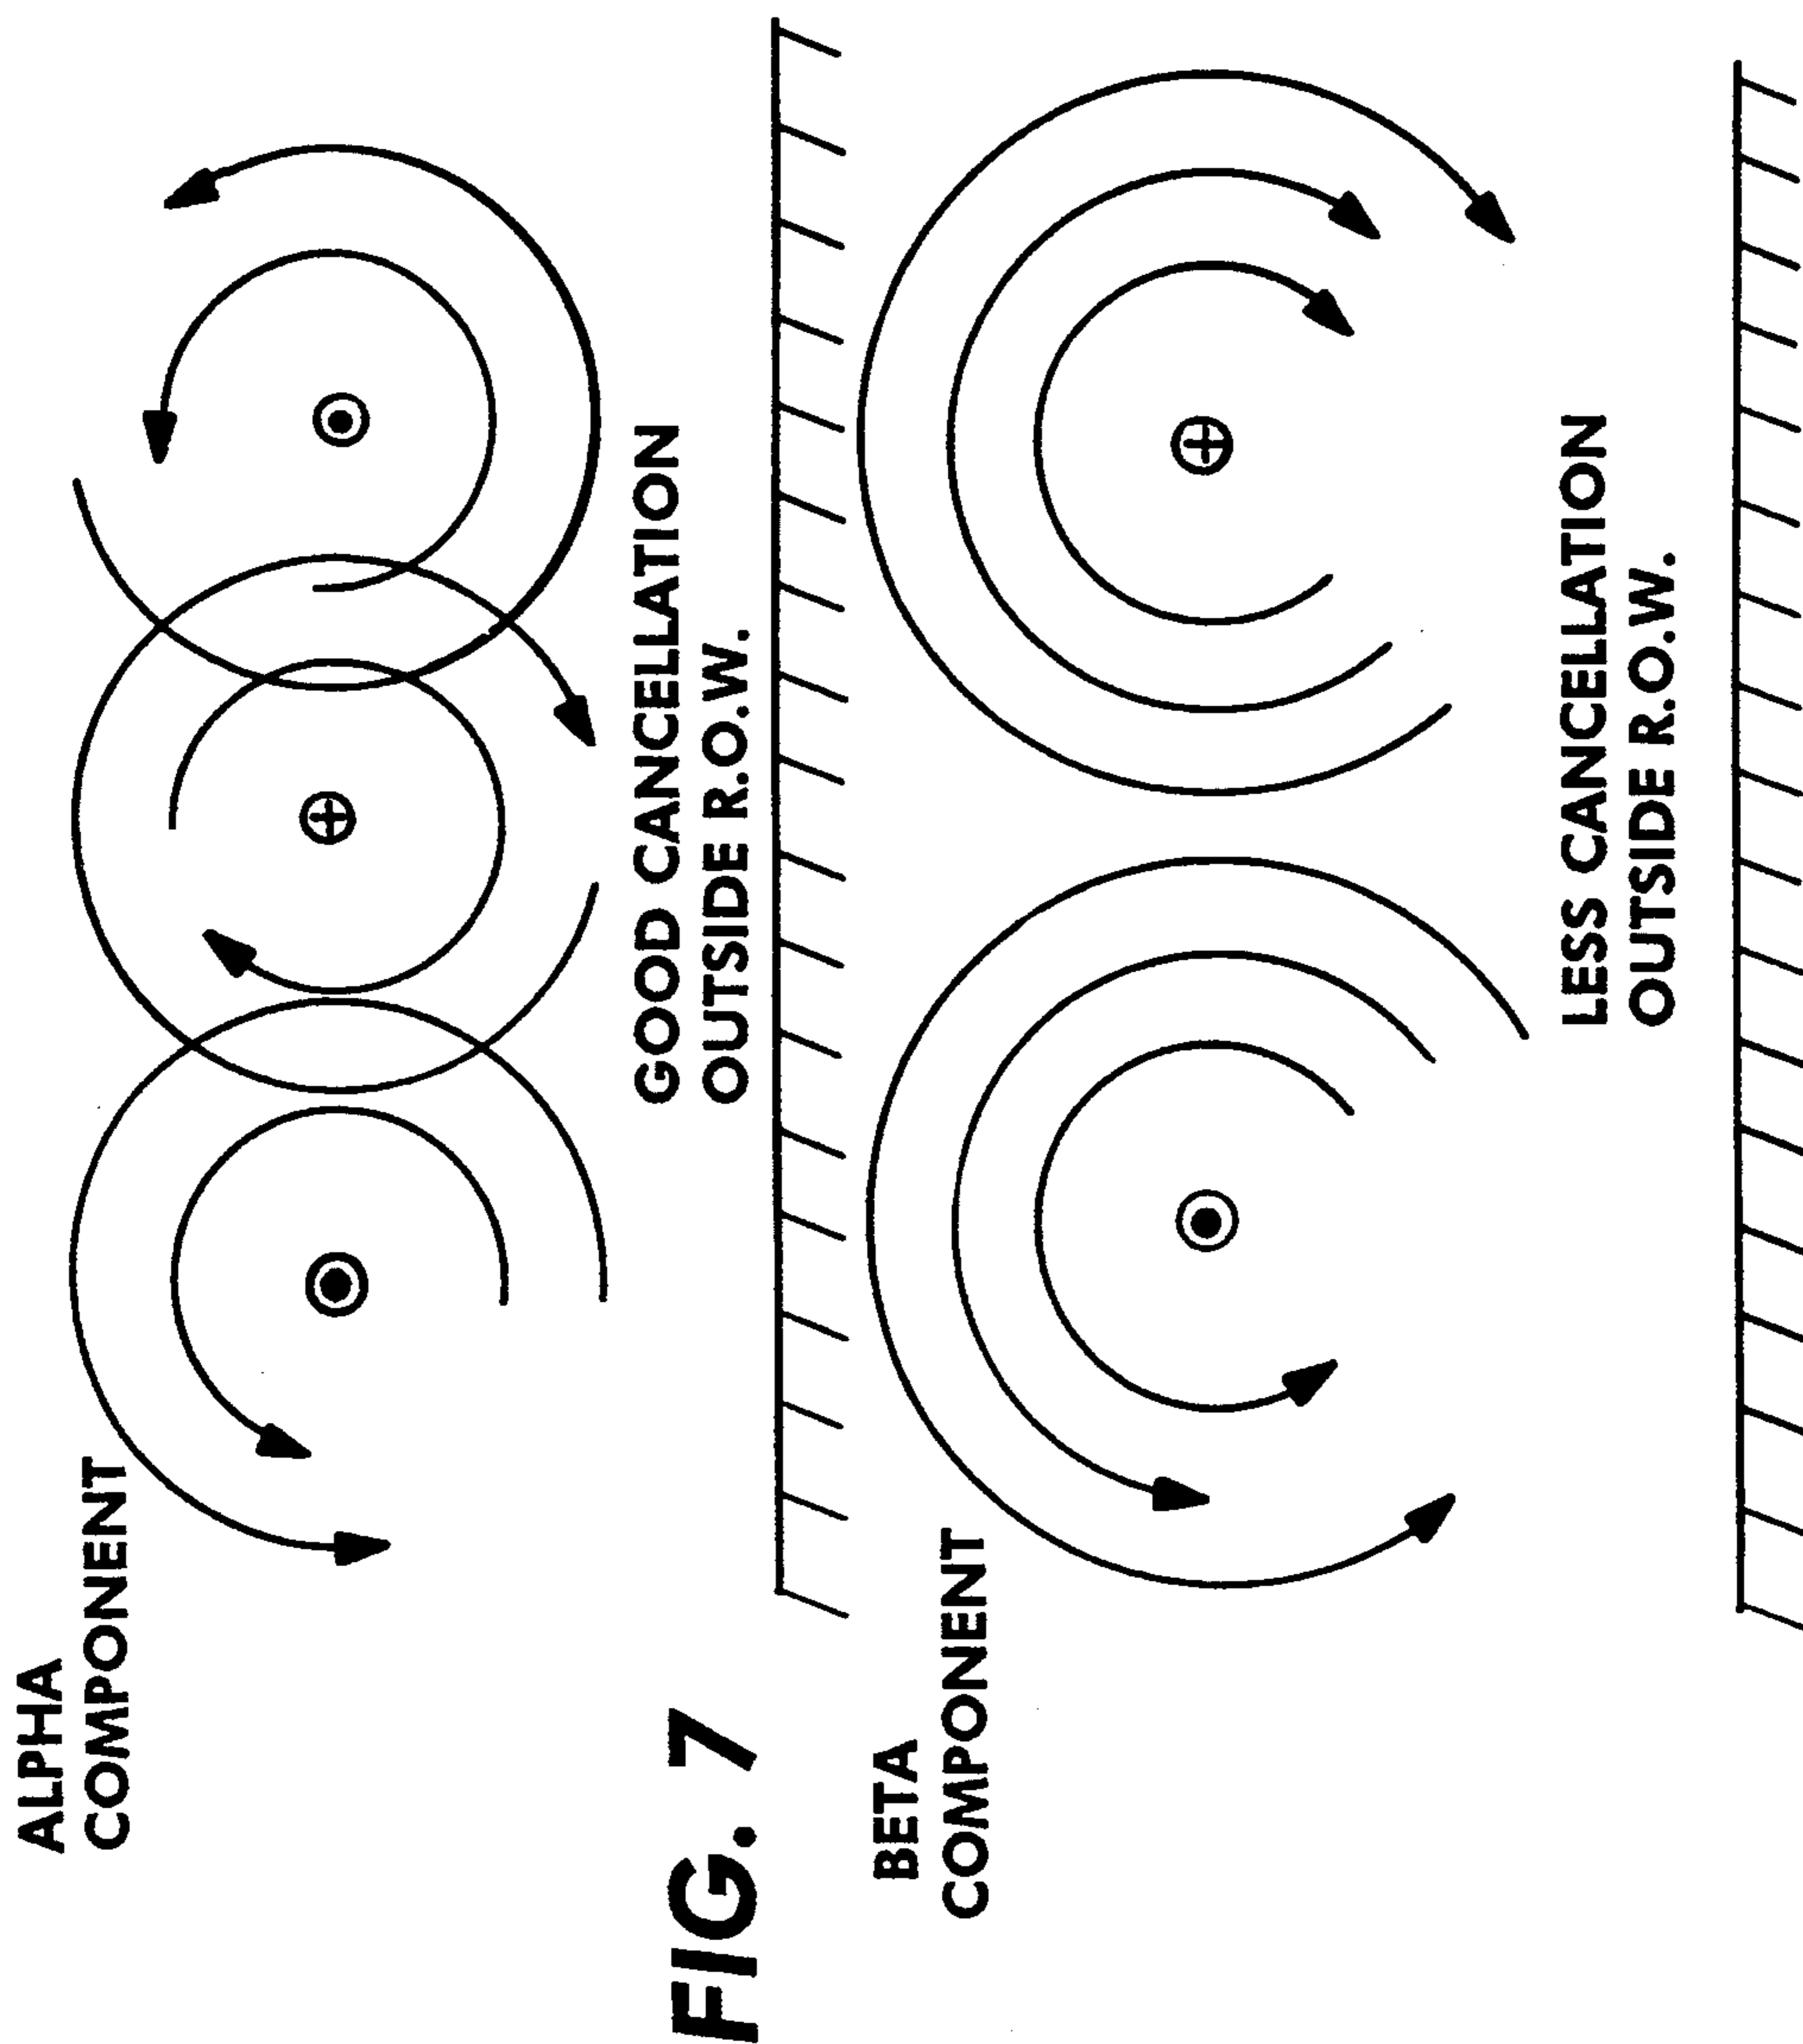 ALPHA
COMPONENT
GOOD CANCELLATION
OUTSIDE R.O.W.
FIG. 7
BETA
COMPONENT
LESS CANCELLATION
OUTSIDE R.O.W.